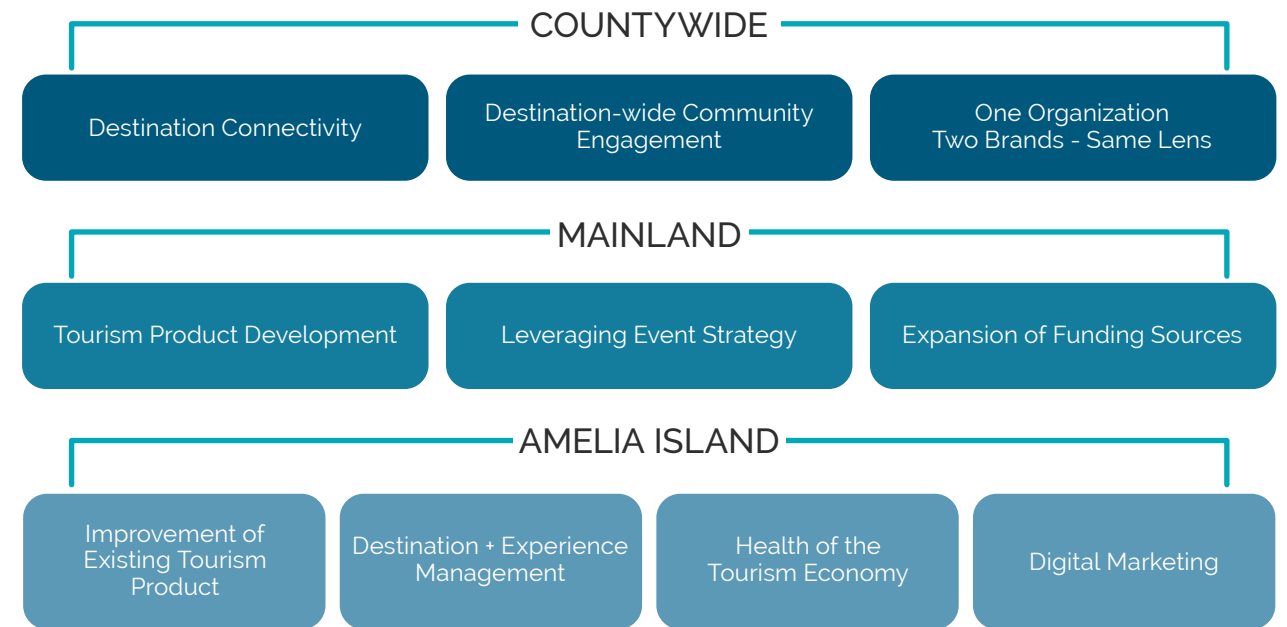 COUNTYWIDE
Destination Connectivity
Destination-wide Community
Engagement
One Organization
Two Brands - Same Lens
MAINLAND
Tourism Product Development
Leveraging Event Strategy
Expansion of Funding Sources
AMELIA ISLAND
Improvement of
Existing Tourism
Product
Destination + Experience
Management
Health of the
Tourism Economy
Digital Marketing